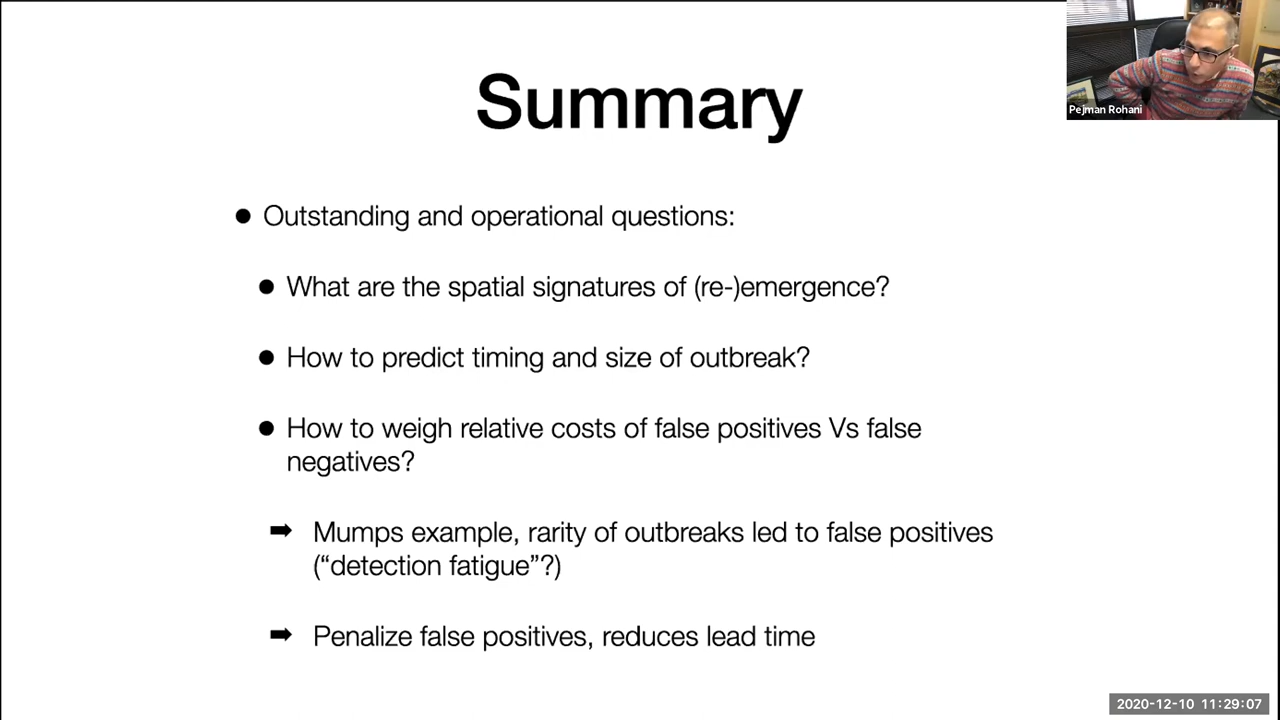 Summary
Pejman Rohani
● Outstanding and operational questions:
● What are the spatial signatures of (re-)emergence?
● How to predict timing and size of outbreak?
● How to weigh relative costs of false positives Vs false
negatives?
➡ Mumps example, rarity of outbreaks led to false positives
(“detection fatigue”?)
➡ Penalize false positives, reduces lead time
2020-12-10 11:29:07